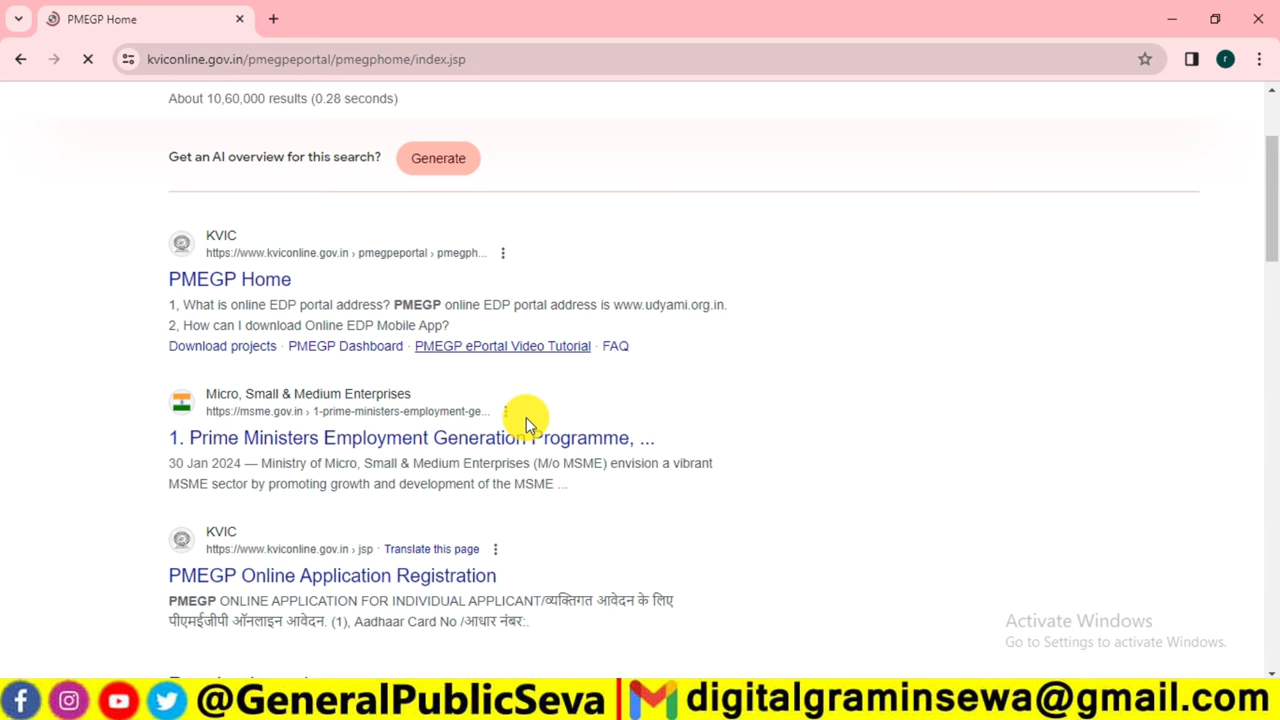 PMEGP Home
kviconline.gov.in/pmegpeportal/pmegphome/index.jsp
r
About 10,60,000 results (0.28 seconds)
Get an AI overview for this search?
Generate
KVIC
https://www.kviconline.gov.in › pmegpeportal › pmegph...
PMEGP Home
1, What is online EDP portal address? PMEGP online EDP portal address is www.udyami.org.in.
2, How can I download Online EDP Mobile App?
Download projects · PMEGP Dashboard · PMEGP ePortal Video Tutorial · FAQ
Micro, Small & Medium Enterprises
https://msme.gov.in › 1-prime-ministers-employment-ge...
1. Prime Ministers Employment Generation Programme, ...
30 Jan 2024 — Ministry of Micro, Small & Medium Enterprises (M/o MSME) envision a vibrant
MSME sector by promoting growth and development of the MSME ...
KVIC
https://www.kviconline.gov.in › jsp · Translate this page
PMEGP Online Application Registration
PMEGP ONLINE APPLICATION FOR INDIVIDUAL APPLICANT/व्यक्तिगत आवेदन के लिए
पीएमईजीपी ऑनलाइन आवेदन. (1), Aadhaar Card No /आधार नंबर:.
Activate Windows
Go to Settings to activate Windows.
@GeneralPublicSeva
digitalgraminsewa@gmail.com